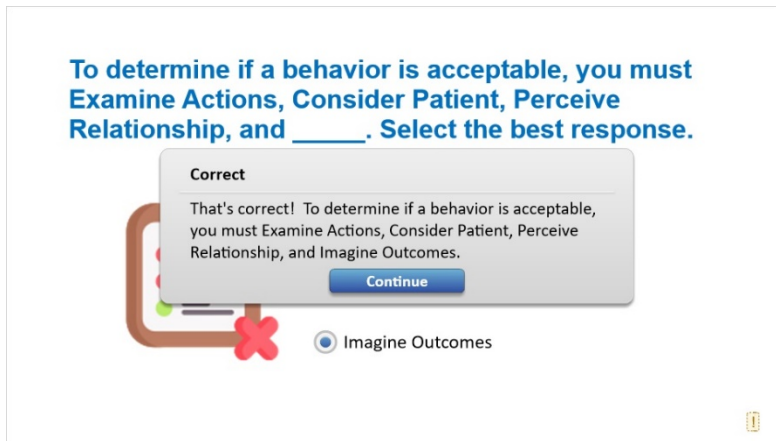 To determine if a behavior is acceptable, you must
Examine Actions, Consider Patient, Perceive
Relationship, and _____. Select the best response.
Correct
That's correct!  To determine if a behavior is acceptable,
you must Examine Actions, Consider Patient, Perceive
Relationship, and Imagine Outcomes.
Continue
Imagine Outcomes